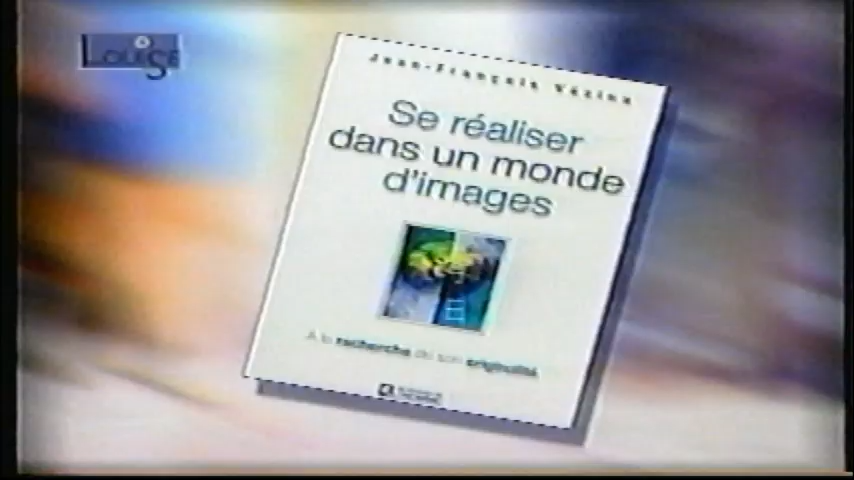 LOUISE
Jean-François Vézina
Se réaliser
dans un monde
d'images
À la recherche de son originalité